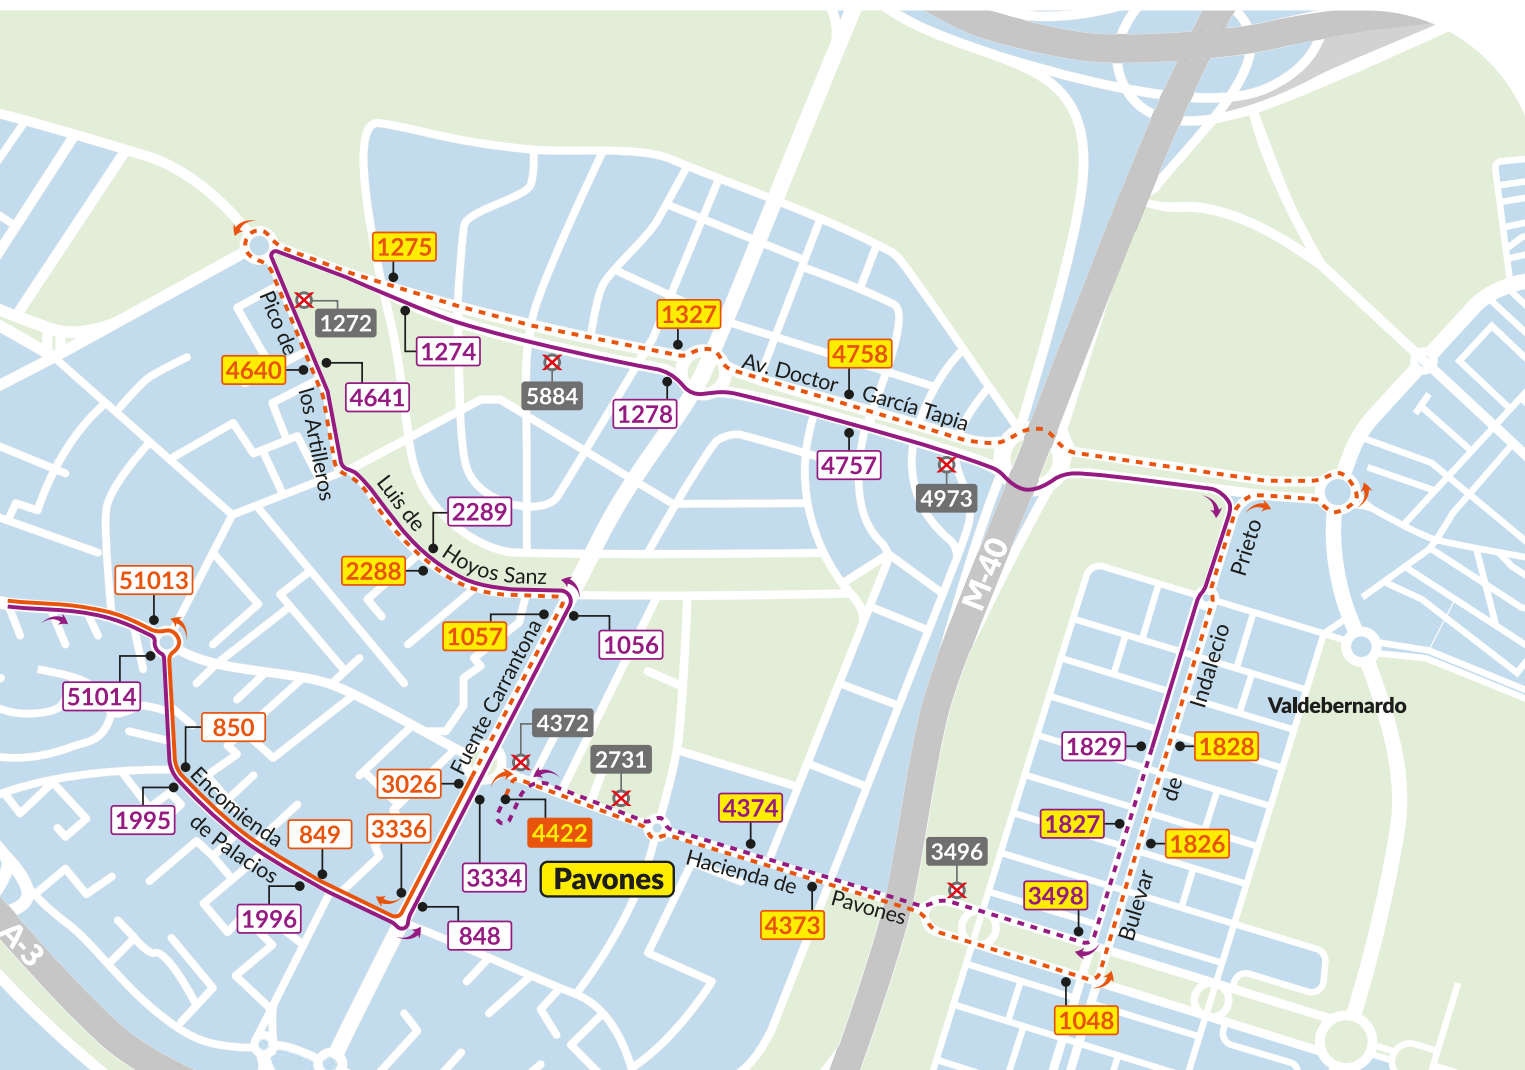 1275
1272
1274
1327
4758
Av. Doctor
García Tapia
Pico de
los Artilleros
4640
4641
5884
1278
4757
4973
Luis de
Hoyos Sanz
2289
2288
M-40
Prieto
51013
1057
1056
51014
Indalecio
Valdebernardo
850
Fuente Carrantona
4372
2731
1829
1828
3026
de
Encomienda
de Palacios
1995
849
3336
4422
4374
1827
1826
3496
3334
Pavones
Hacienda de
Pavones
3498
Bulevar
1996
848
4373
A-3
1048